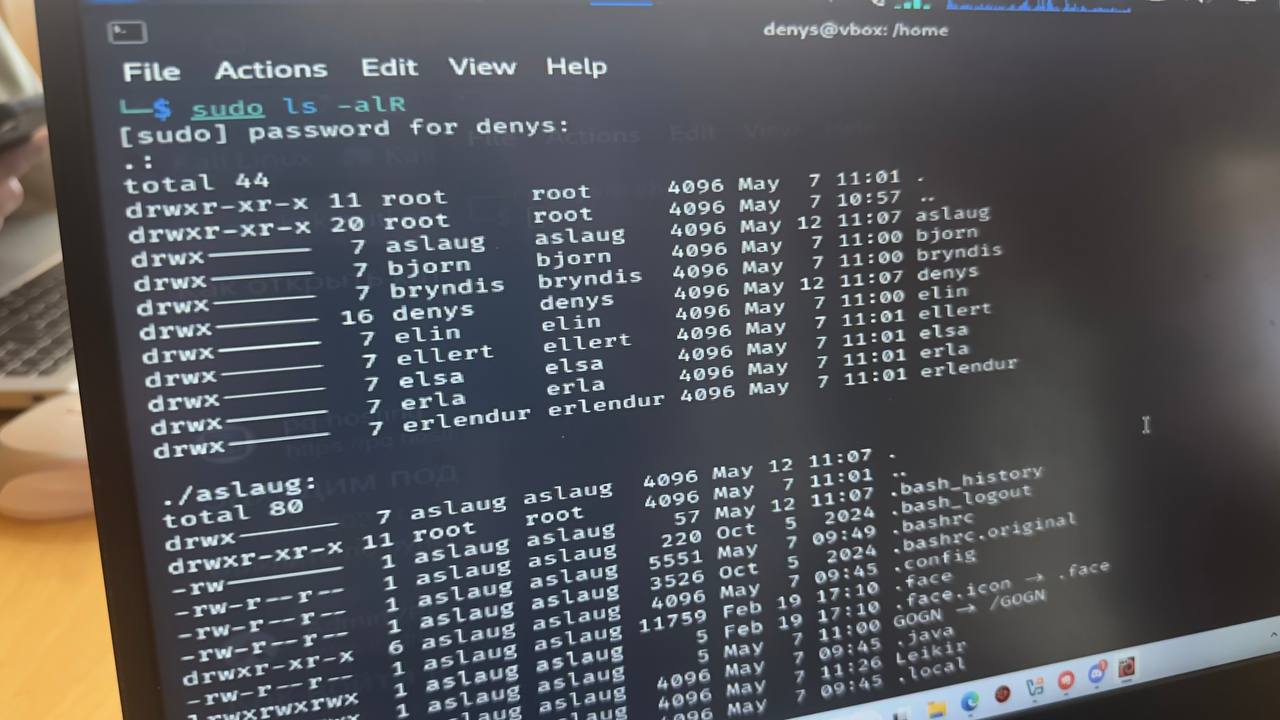 denys@vbox: /home
File Actions Edit View Help
└─$ sudo ls -alR
[sudo] password for denys:
.:
total 44
drwxr-xr-x 11 root root 4096 May 7 11:01 .
drwxr-xr-x 20 root root 4096 May 7 10:57 ..
drwx------ 7 aslaug aslaug 4096 May 12 11:07 aslaug
drwx------ 7 bjorn bjorn 4096 May 7 11:00 bjorn
drwx------ 7 bryndis bryndis 4096 May 7 11:00 bryndis
drwx------ 16 denys denys 4096 May 12 11:07 denys
drwx------ 7 elin elin 4096 May 7 11:00 elin
drwx------ 7 ellert ellert 4096 May 7 11:01 ellert
drwx------ 7 elsa elsa 4096 May 7 11:01 elsa
drwx------ 7 erla erla 4096 May 7 11:01 erla
drwx------ 7 erlendur erlendur 4096 May 7 11:01 erlendur
./aslaug:
total 80
drwx------ 7 aslaug aslaug 4096 May 12 11:07 .
drwxr-xr-x 11 root root 4096 May 7 11:01 ..
-rw------- 1 aslaug aslaug 57 May 12 11:07 .bash_history
-rw-r--r-- 1 aslaug aslaug 220 Oct 5 2024 .bash_logout
-rw-r--r-- 1 aslaug aslaug 5551 May 7 09:49 .bashrc
-rw-r--r-- 1 aslaug aslaug 3526 Oct 5 2024 .bashrc.original
drwxr-xr-x 6 aslaug aslaug 4096 May 7 09:45 .config
-rw-r--r-- 1 aslaug aslaug 11759 Feb 19 17:10 .face
lrwxrwxrwx 1 aslaug aslaug 5 Feb 19 17:10 .face.icon → .face
aslaug 5 May 7 11:00 GOGN → /GOGN
4096 May 7 09:45 .java
4096 May 7 11:26 Leikir
4096 May 7 09:45 .local